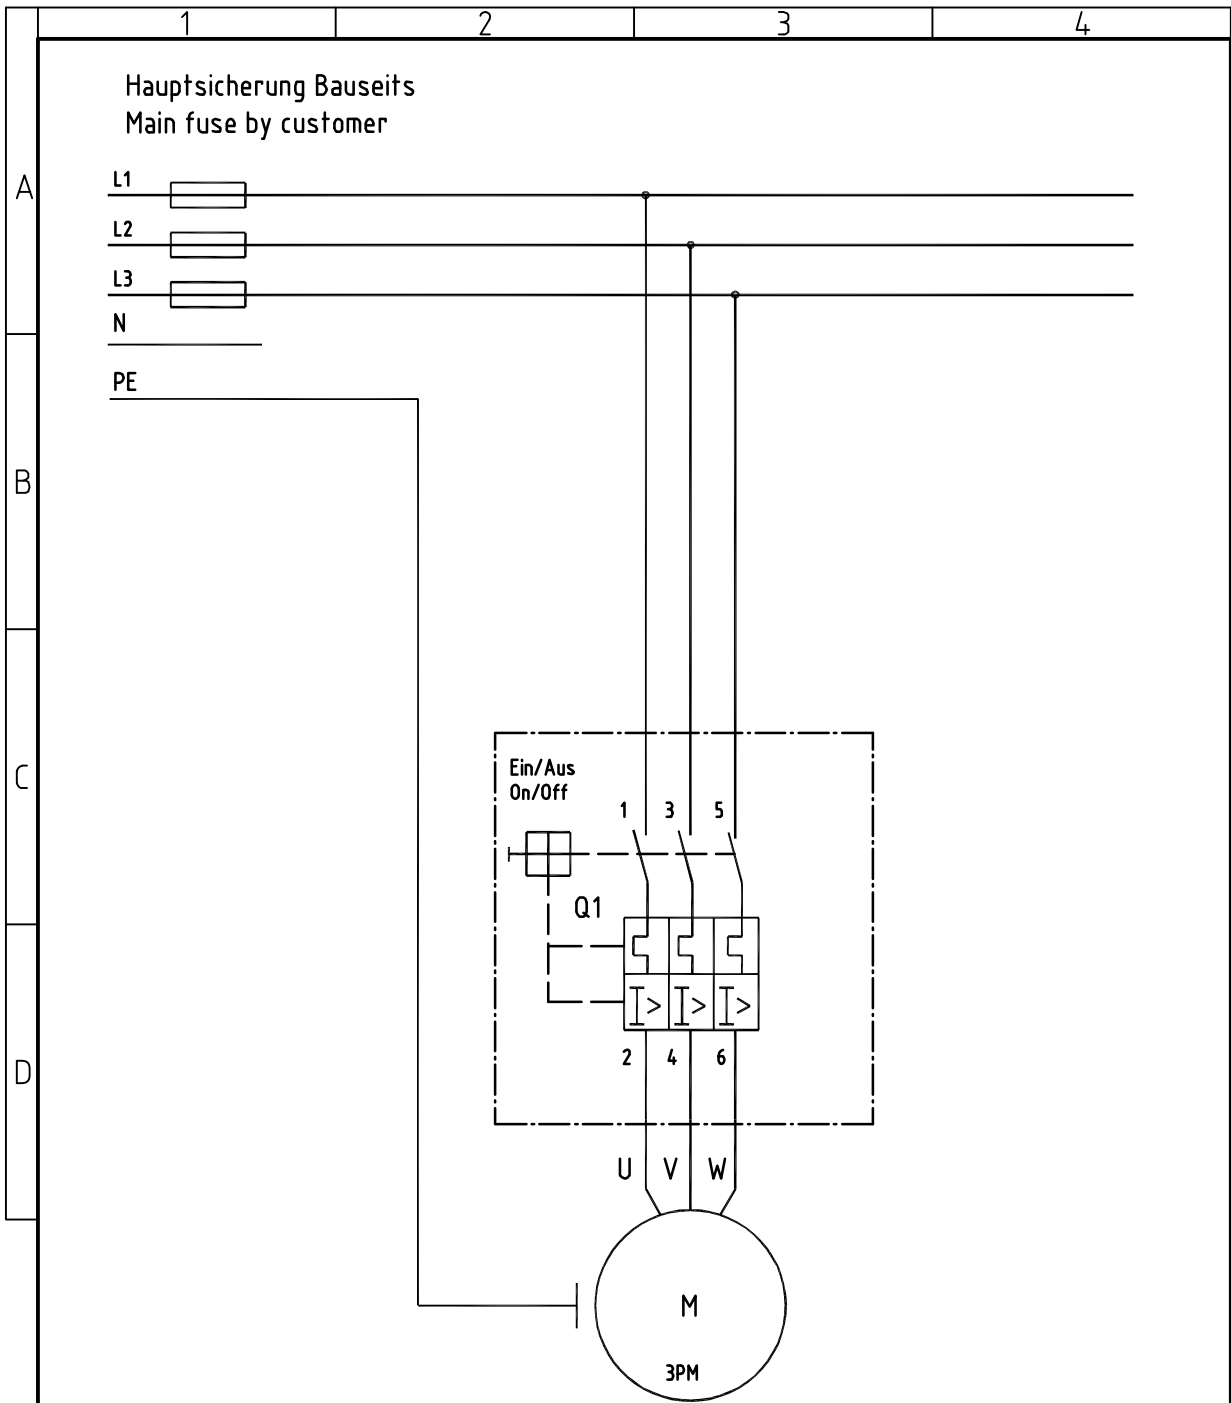 1 2 3 4
Hauptsicherung Bauseits
Main fuse by customer
A
L1
L2
L3
N
PE
B
C
Ein/Aus
On/Off
1 3 5
Q1
I> I> I>
D
2 4 6
U V W
M
3PM